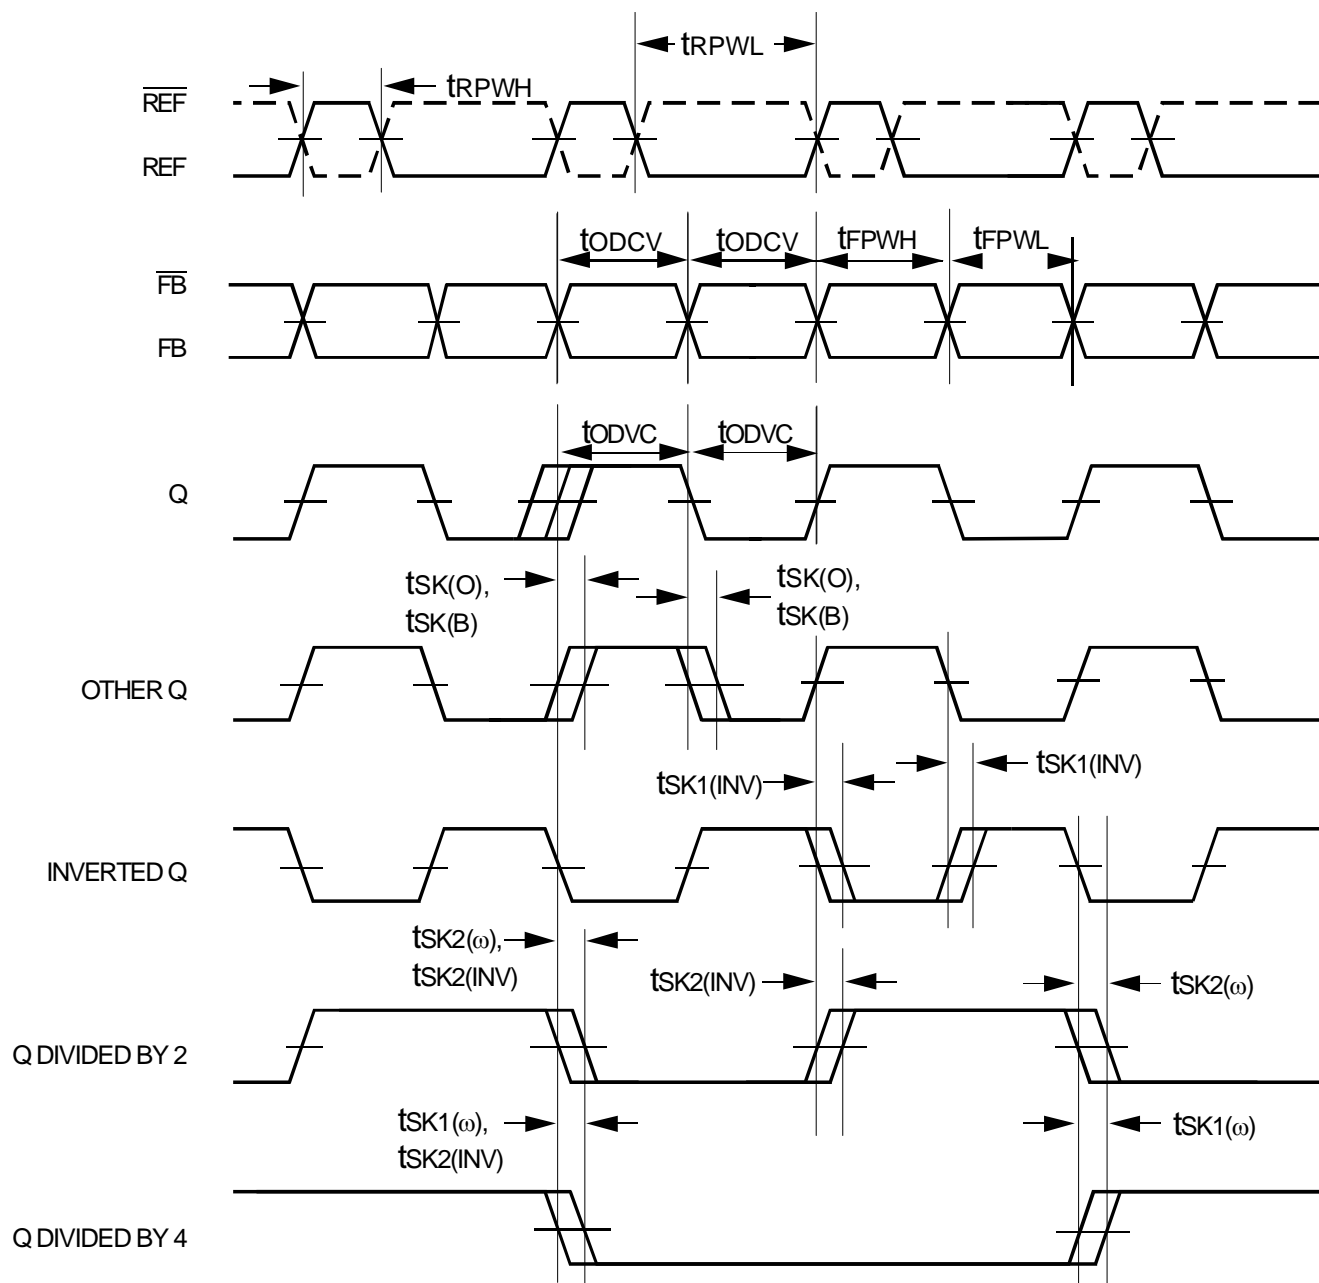 tRPWL
tRPWH
REF
REF
tODCV tODCV tFPWH tFPWL
FB
FB
tODVC tODVC
Q
tSK(O),
tSK(B)
tSK(O),
tSK(B)
OTHER Q
tSK1(INV)
tSK1(INV)
INVERTED Q
tSK2(ω),
tSK2(INV)
tSK2(INV)
tSK2(ω)
Q DIVIDED BY 2
tSK1(ω),
tSK2(INV)
tSK1(ω)
Q DIVIDED BY 4